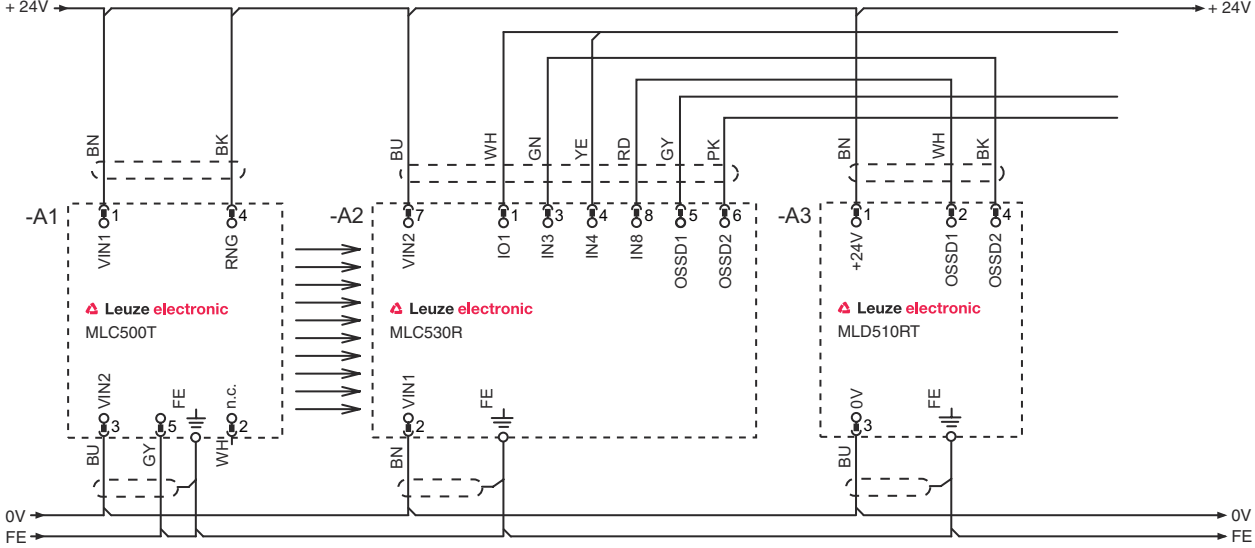 + 24V
+ 24V
BN
BK
BU
WH
GN
YE
RD
GY
PK
BN
WH
BK
-A1
1
4
-A2
7
1
3
4
8
5
6
-A3
1
2
4
VIN1
RNG
VIN2
IO1
IN3
IN4
IN8
OSSD1
OSSD2
+24V
OSSD1
OSSD2
Leuze electronic
MLC500T
Leuze electronic
MLC530R
Leuze electronic
MLD510RT
VIN2
FE
n.c.
VIN1
FE
0V
FE
3
5
2
2
3
BU
GY
WH
BN
BU
0V
0V
FE
FE